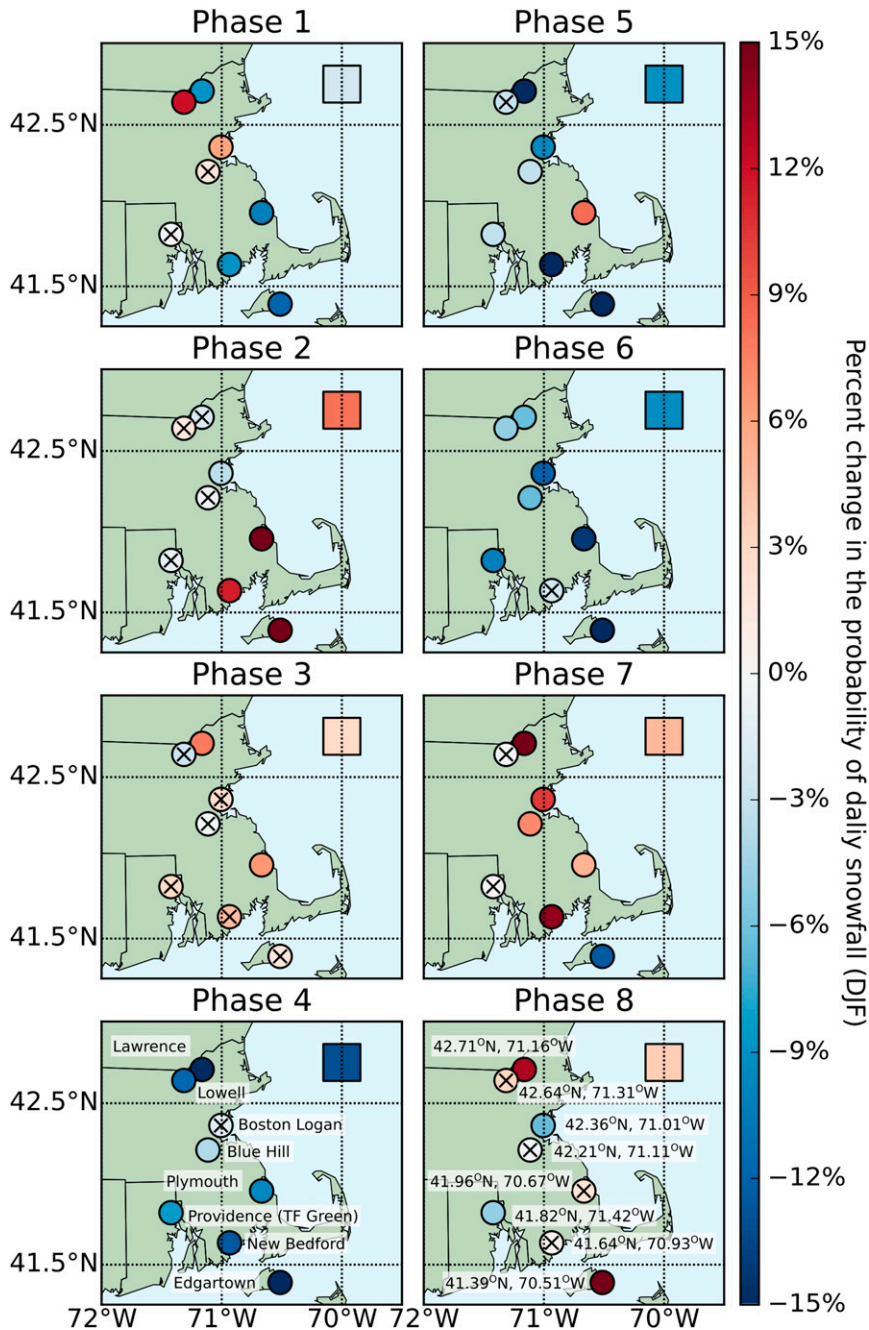 Phase 1
Phase 5
42.5°N
41.5°N
Phase 2
Phase 6
42.5°N
41.5°N
Phase 3
Phase 7
42.5°N
41.5°N
Phase 4
Phase 8
42.5°N
41.5°N
Lawrence
Lowell
Boston Logan
Blue Hill
Plymouth
Providence (TF Green)
New Bedford
Edgartown
42.71°N, 71.16°W
42.64°N, 71.31°W
42.36°N, 71.01°W
42.21°N, 71.11°W
41.96°N, 70.67°W
41.82°N, 71.42°W
41.64°N, 70.93°W
41.39°N, 70.51°W
72°W 71°W 70°W 72°W 71°W 70°W
15%
12%
9%
6%
3%
0%
−3%
−6%
−9%
−12%
−15%
Percent change in the probability of daliy snowfall (DJF)